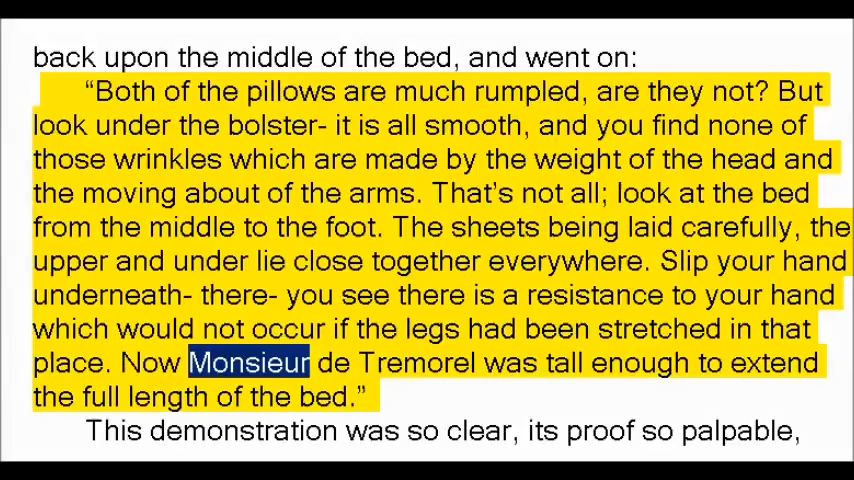 back upon the middle of the bed, and went on:
“Both of the pillows are much rumpled, are they not? But
look under the bolster- it is all smooth, and you find none of
those wrinkles which are made by the weight of the head and
the moving about of the arms. That’s not all; look at the bed
from the middle to the foot. The sheets being laid carefully, the
upper and under lie close together everywhere. Slip your hand
underneath- there- you see there is a resistance to your hand
which would not occur if the legs had been stretched in that
place. Now Monsieur de Tremorel was tall enough to extend
the full length of the bed.”
This demonstration was so clear, its proof so palpable,